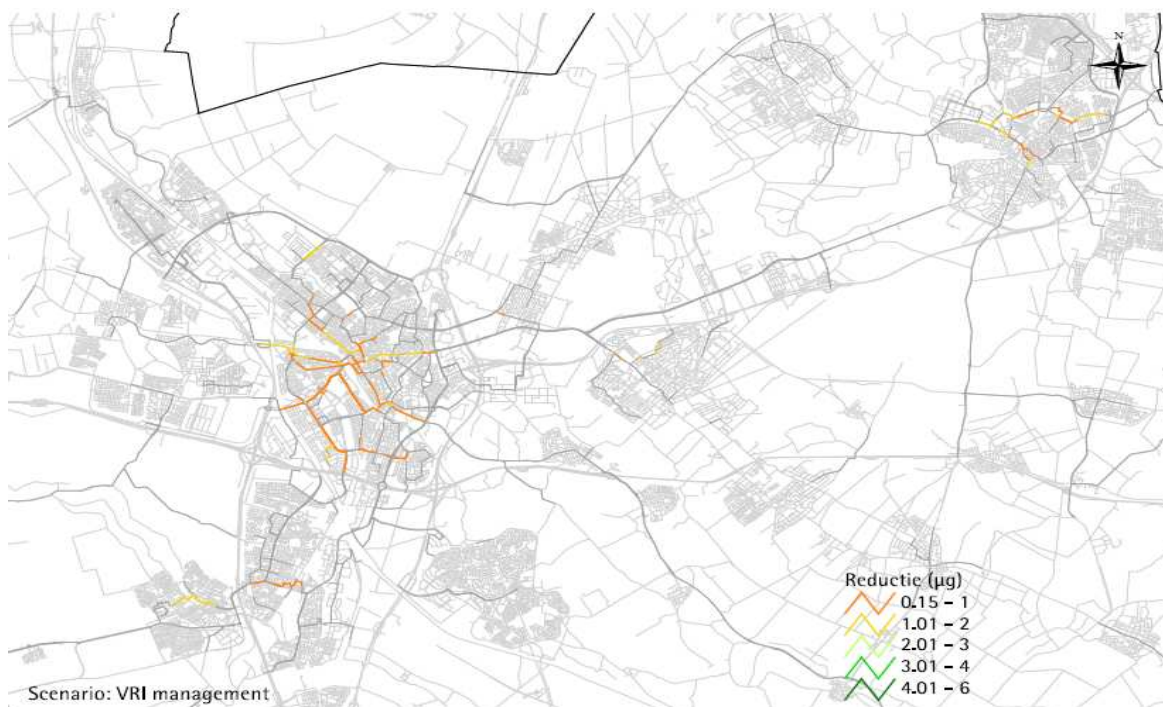 N
Reductie (µg)
0.15 – 1
1.01 – 2
2.01 – 3
3.01 – 4
4.01 – 6
Scenario: VRI management